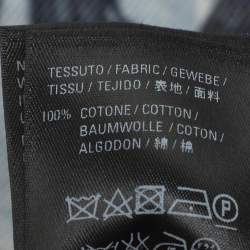 TESSUTO / FABRIC / GEWEBE /
TISSU / TEJIDO / 表地 / 面料
100% COTONE / COTTON /
BAUMWOLLE / COTON /
ALGODON / 綿 / 棉
P